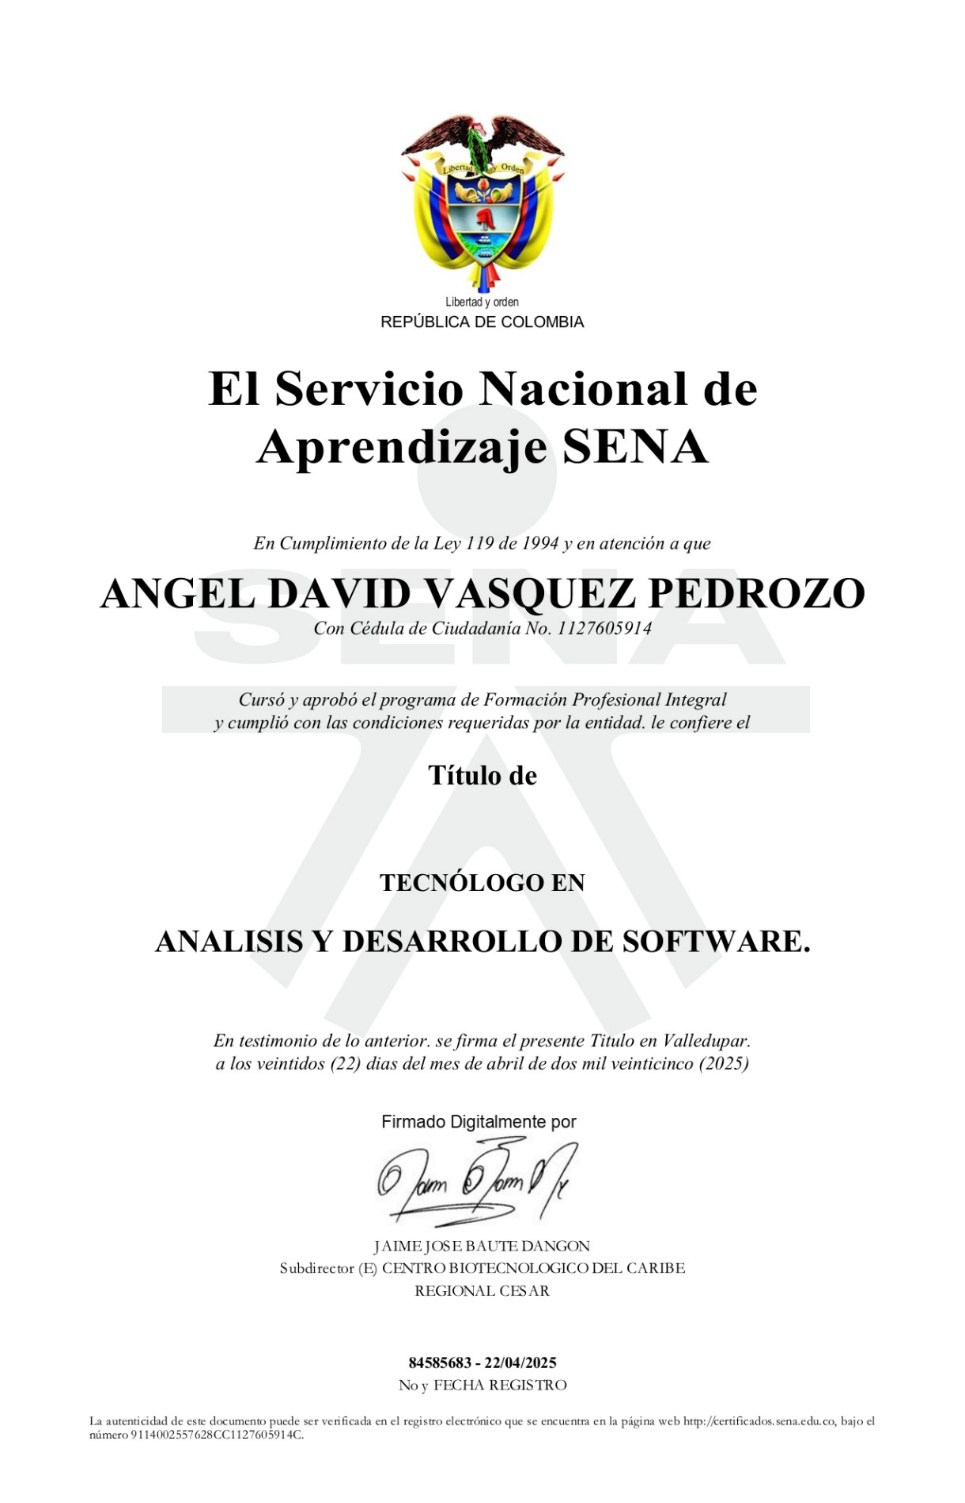 Libertad y Orden
Libertad y orden
REPÚBLICA DE COLOMBIA
El Servicio Nacional de
Aprendizaje SENA
En Cumplimiento de la Ley 119 de 1994 y en atención a que
SENA
ANGEL DAVID VASQUEZ PEDROZO
Con Cédula de Ciudadanía No. 1127605914
Cursó y aprobó el programa de Formación Profesional Integral
y cumplió con las condiciones requeridas por la entidad. le confiere el
Título de
TECNÓLOGO EN
ANALISIS Y DESARROLLO DE SOFTWARE.
En testimonio de lo anterior. se firma el presente Titulo en Valledupar.
a los veintidos (22) dias del mes de abril de dos mil veinticinco (2025)
Firmado Digitalmente por
JAIME JOSE BAUTE DANGON
Subdirector (E) CENTRO BIOTECNOLOGICO DEL CARIBE
REGIONAL CESAR
84585683 - 22/04/2025
No y FECHA REGISTRO
La autenticidad de este documento puede ser verificada en el registro electrónico que se encuentra en la página web http://certificados.sena.edu.co, bajo el
número 9114002557628CC1127605914C.